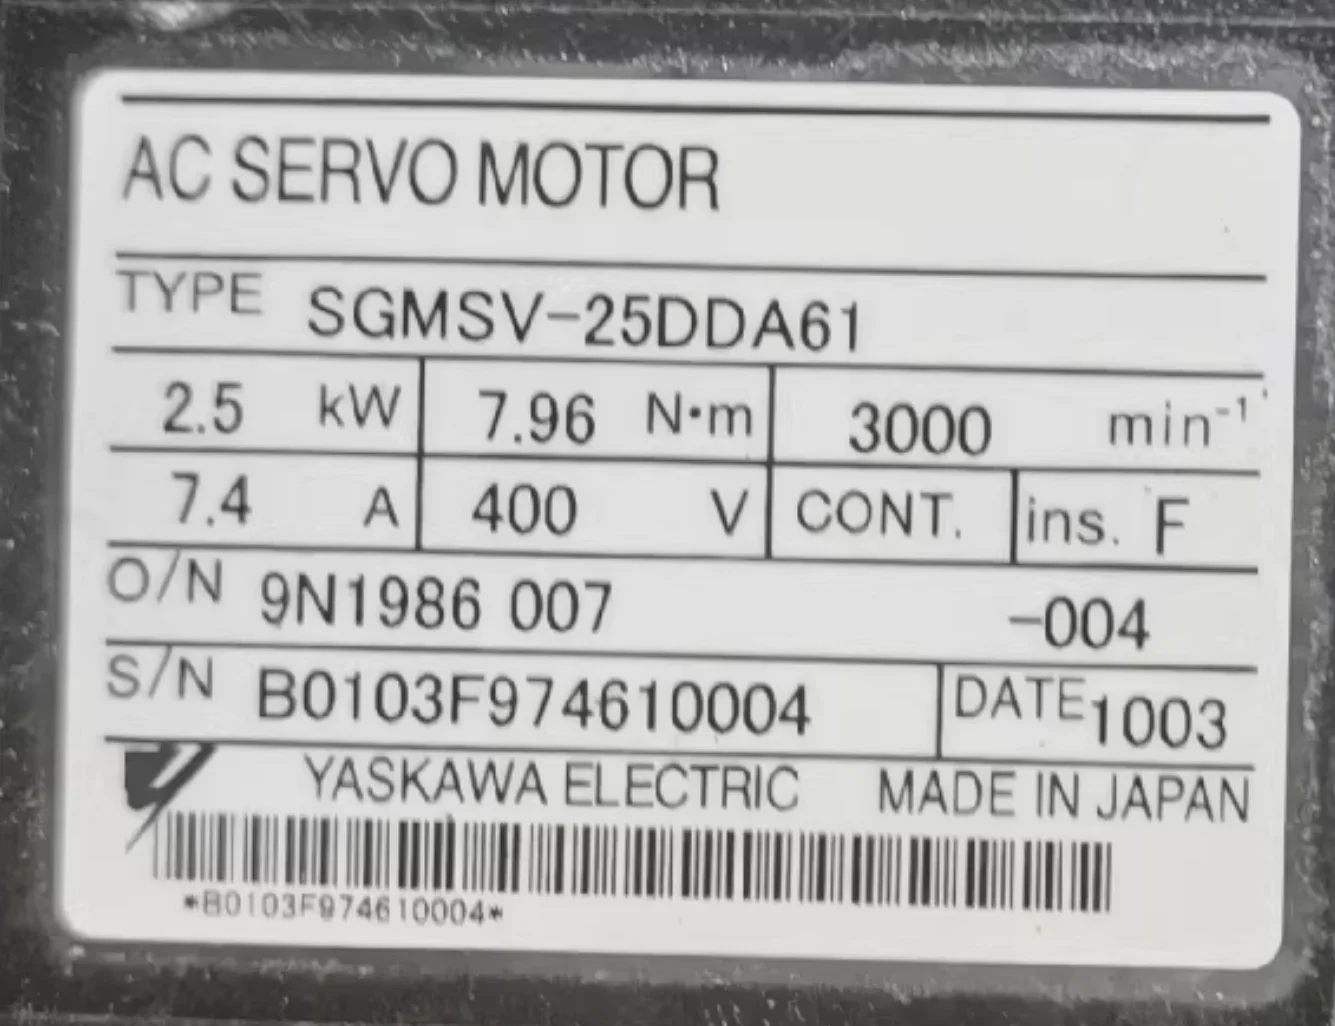 AC SERVO MOTOR
TYPE SGMSV-25DDA61
2.5 kW 7.96 N·m 3000 min⁻¹
7.4 A 400 V CONT. ins. F
O/N 9N1986 007 -004
S/N B0103F974610004 DATE 1003
YASKAWA ELECTRIC MADE IN JAPAN
*B0103F974610004*